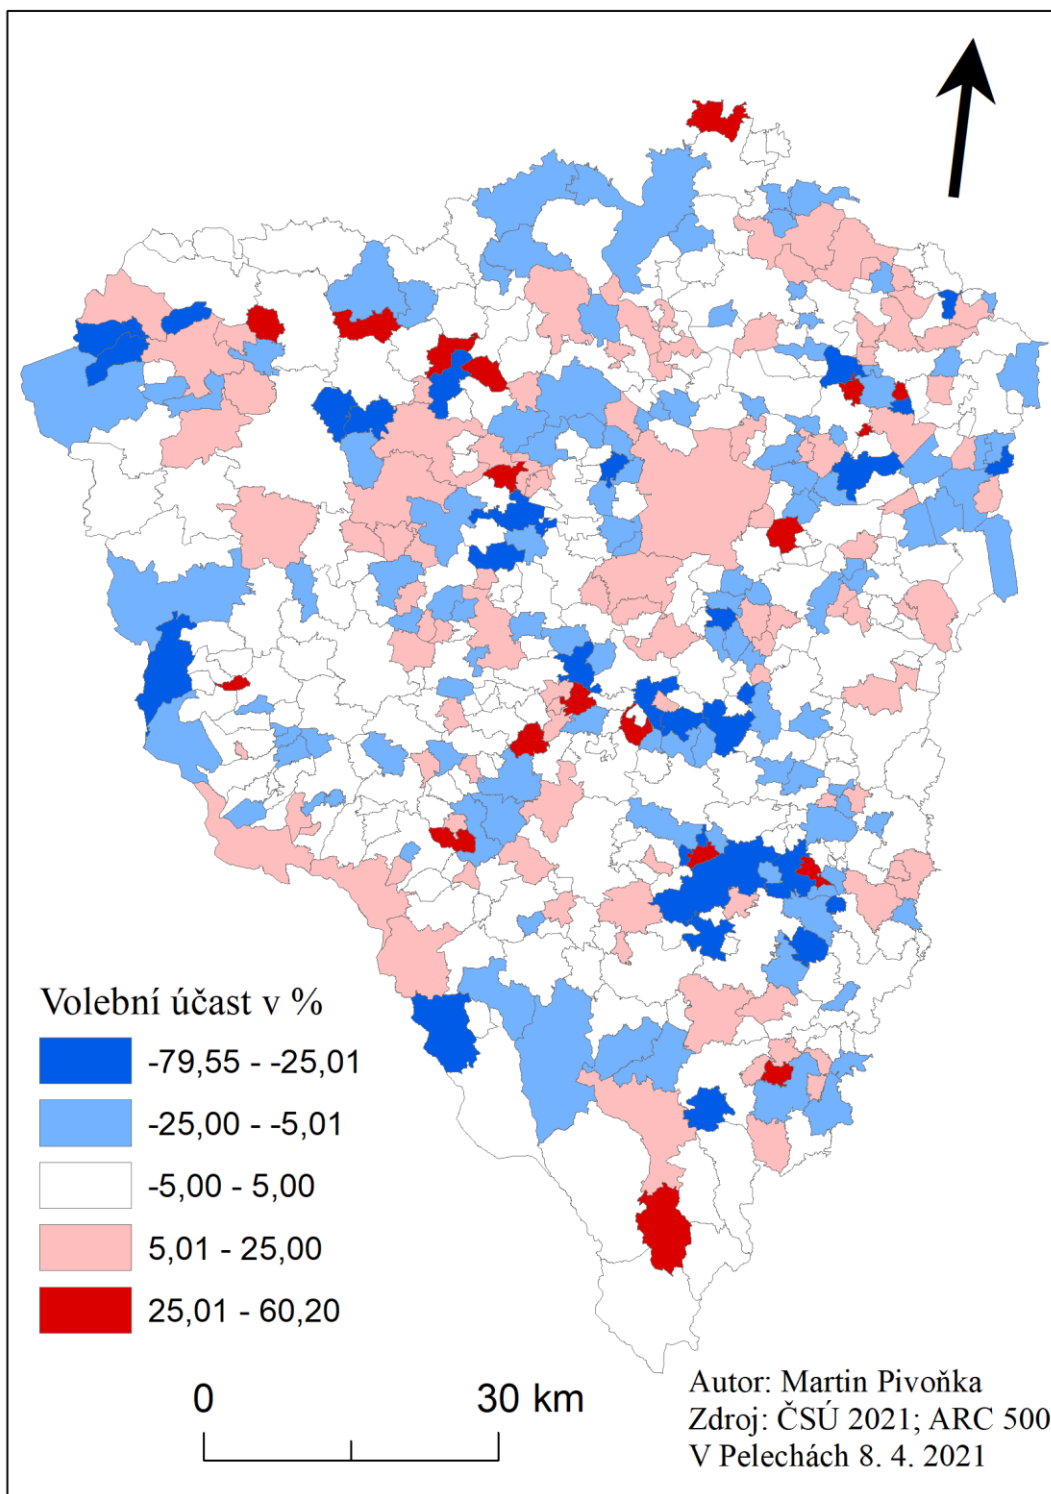 Volební účast v %
-79,55 - -25,01
-25,00 - -5,01
-5,00 - 5,00
5,01 - 25,00
25,01 - 60,20
0 30 km
Autor: Martin Pivoňka
Zdroj: ČSÚ 2021; ARC 500
V Pelechách 8. 4. 2021